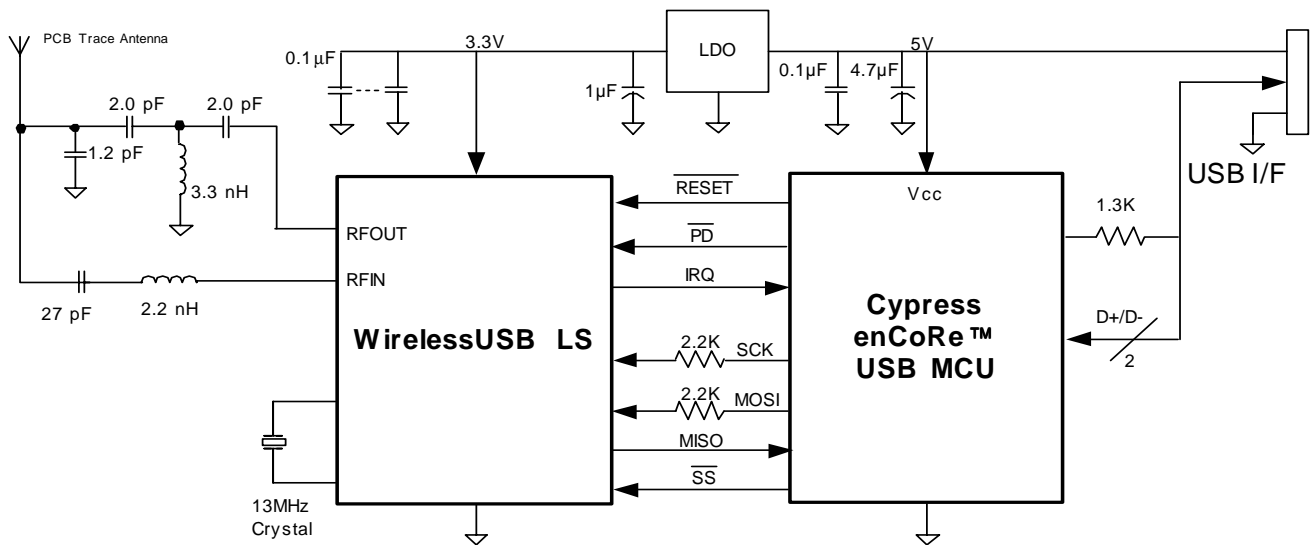 PCB Trace Antenna
0.1µF
3.3V
LDO
5V
1µF
0.1µF
4.7µF
2.0 pF
2.0 pF
1.2 pF
3.3 nH
RESET
Vcc
USB I/F
1.3K
RFOUT
PD
RFIN
IRQ
27 pF
2.2 nH
WirelessUSB LS
Cypress
enCoRe™
USB MCU
D+/D-
2
2.2K
SCK
2.2K
MOSI
MISO
SS
13MHz
Crystal